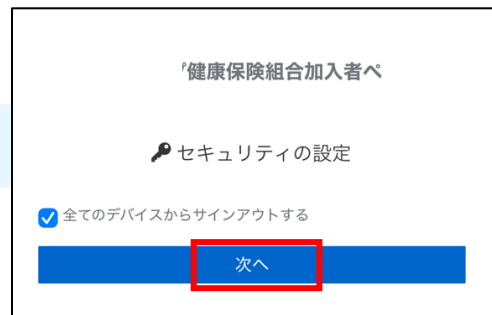 健康保険組合加入者ペ
セキュリティの設定
全てのデバイスからサインアウトする
次へ